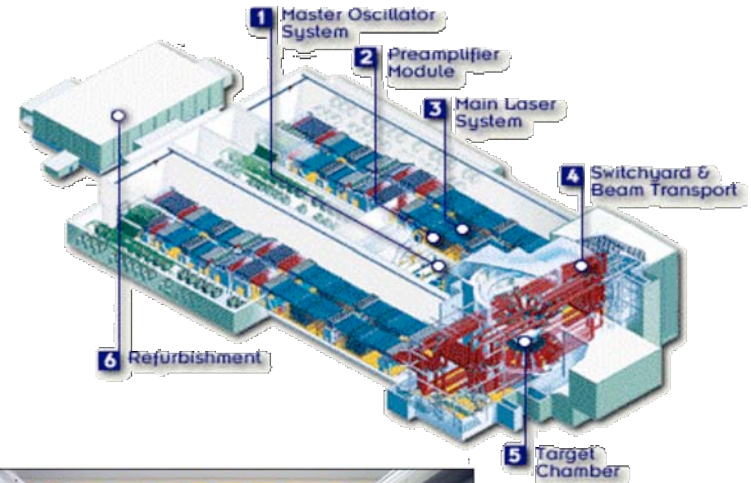 1 Master Oscillator
System
2 Preamplifier
Module
3 Main Laser
System
4 Switchyard &
Beam Transport
6 Refurbishment
5 Target
Chamber